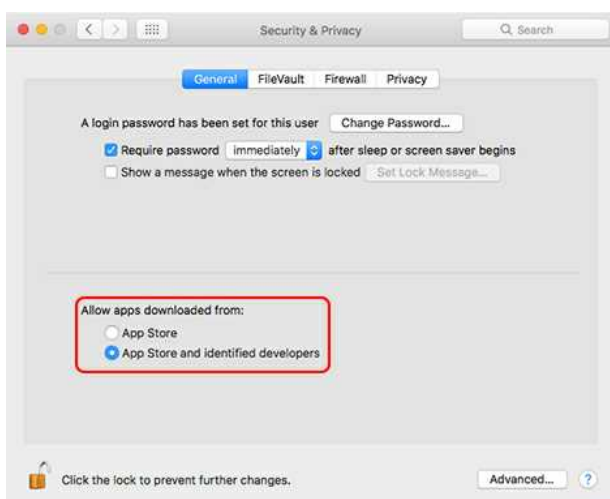 Security & Privacy
Search
General FileVault Firewall Privacy
A login password has been set for this user Change Password...
Require password immediately after sleep or screen saver begins
Show a message when the screen is locked Set Lock Message...
Allow apps downloaded from:
App Store
App Store and identified developers
Click the lock to prevent further changes.
Advanced... ?